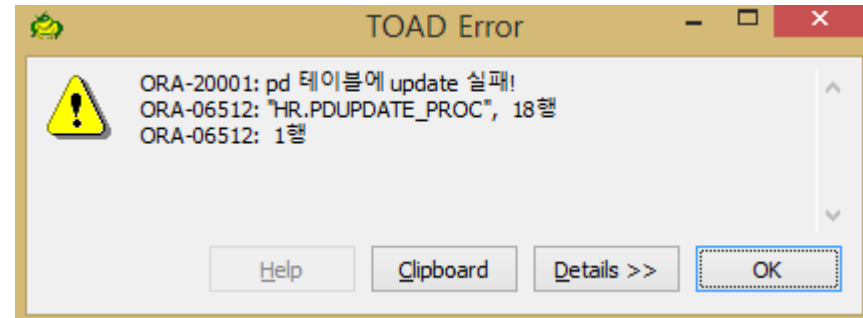 TOAD Error
ORA-20001: pd 테이블에 update 실패!
ORA-06512: "HR.PDUPDATE_PROC", 18행
ORA-06512: 1행
Help
Clipboard
Details >>
OK